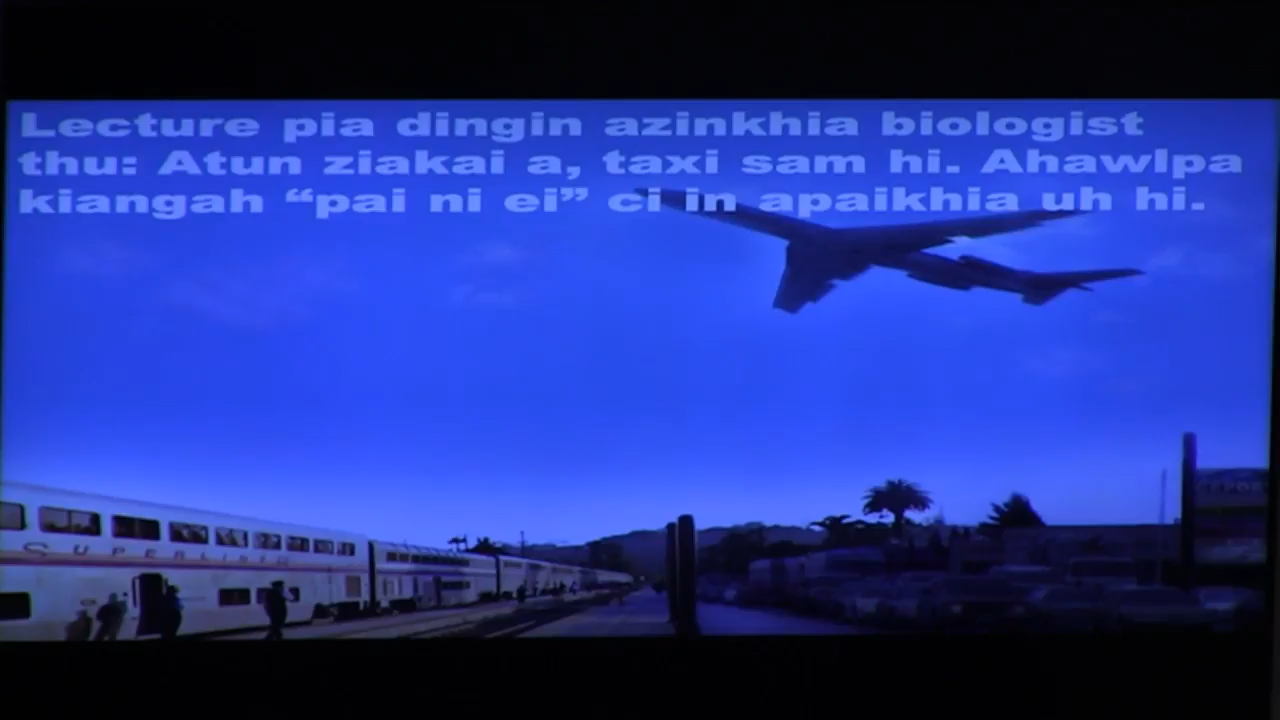 Lecture pia dingin azinkhia biologist
thu: Atun ziakai a, taxi sam hi. Ahawlpa
kiangah “pai ni ei” ci in apaikhia uh hi.
SUPERLINER